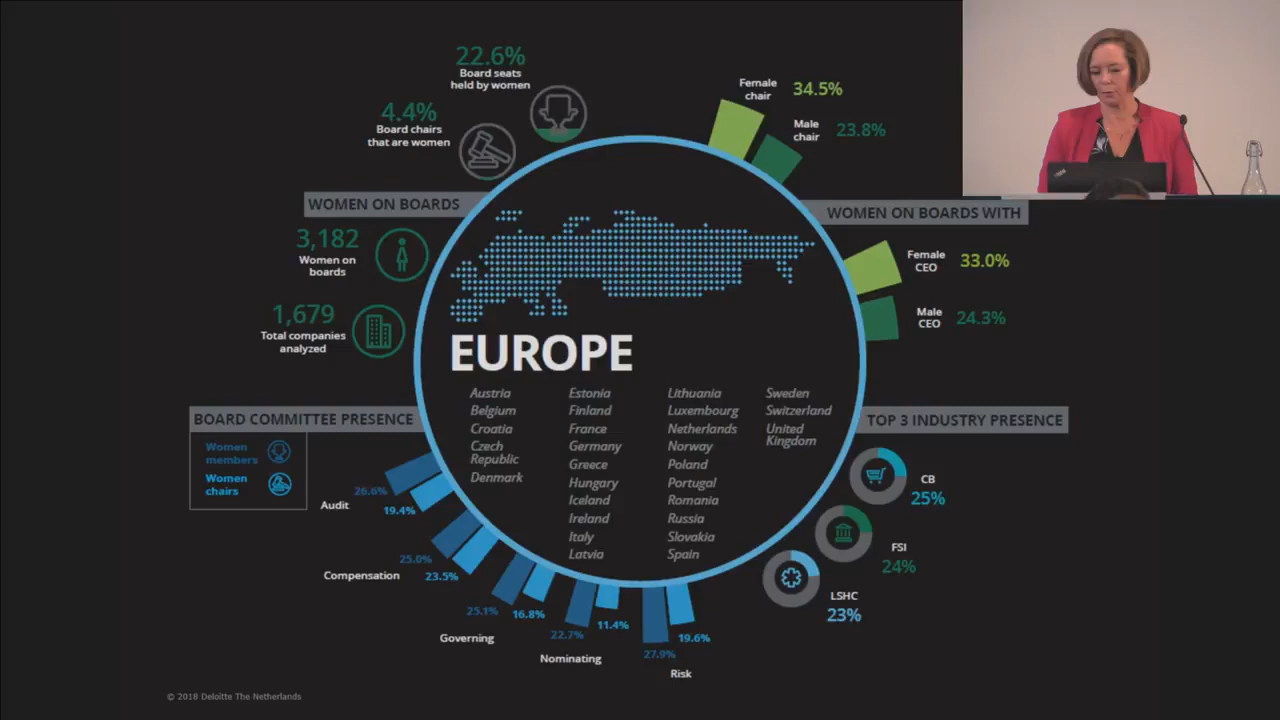 22.6%
Board seats
held by women
4.4%
Board chairs
that are women
WOMEN ON BOARDS
3,182
Women on
boards
1,679
Total companies
analyzed
Female
chair
34.5%
Male
chair
23.8%
WOMEN ON BOARDS WITH
Female
CEO
33.0%
Male
CEO
24.3%
EUROPE
Austria
Belgium
Croatia
Czech
Republic
Denmark
Estonia
Finland
France
Germany
Greece
Hungary
Iceland
Ireland
Italy
Latvia
Lithuania
Luxembourg
Netherlands
Norway
Poland
Portugal
Romania
Russia
Slovakia
Spain
Sweden
Switzerland
United
Kingdom
BOARD COMMITTEE PRESENCE
Women
members
Women
chairs
Audit
26.6%
19.4%
Compensation
25.0%
23.5%
Governing
25.1%
16.8%
Nominating
22.7%
11.4%
Risk
27.9%
19.6%
TOP 3 INDUSTRY PRESENCE
CB
25%
FSI
24%
LSHC
23%
© 2018 Deloitte The Netherlands